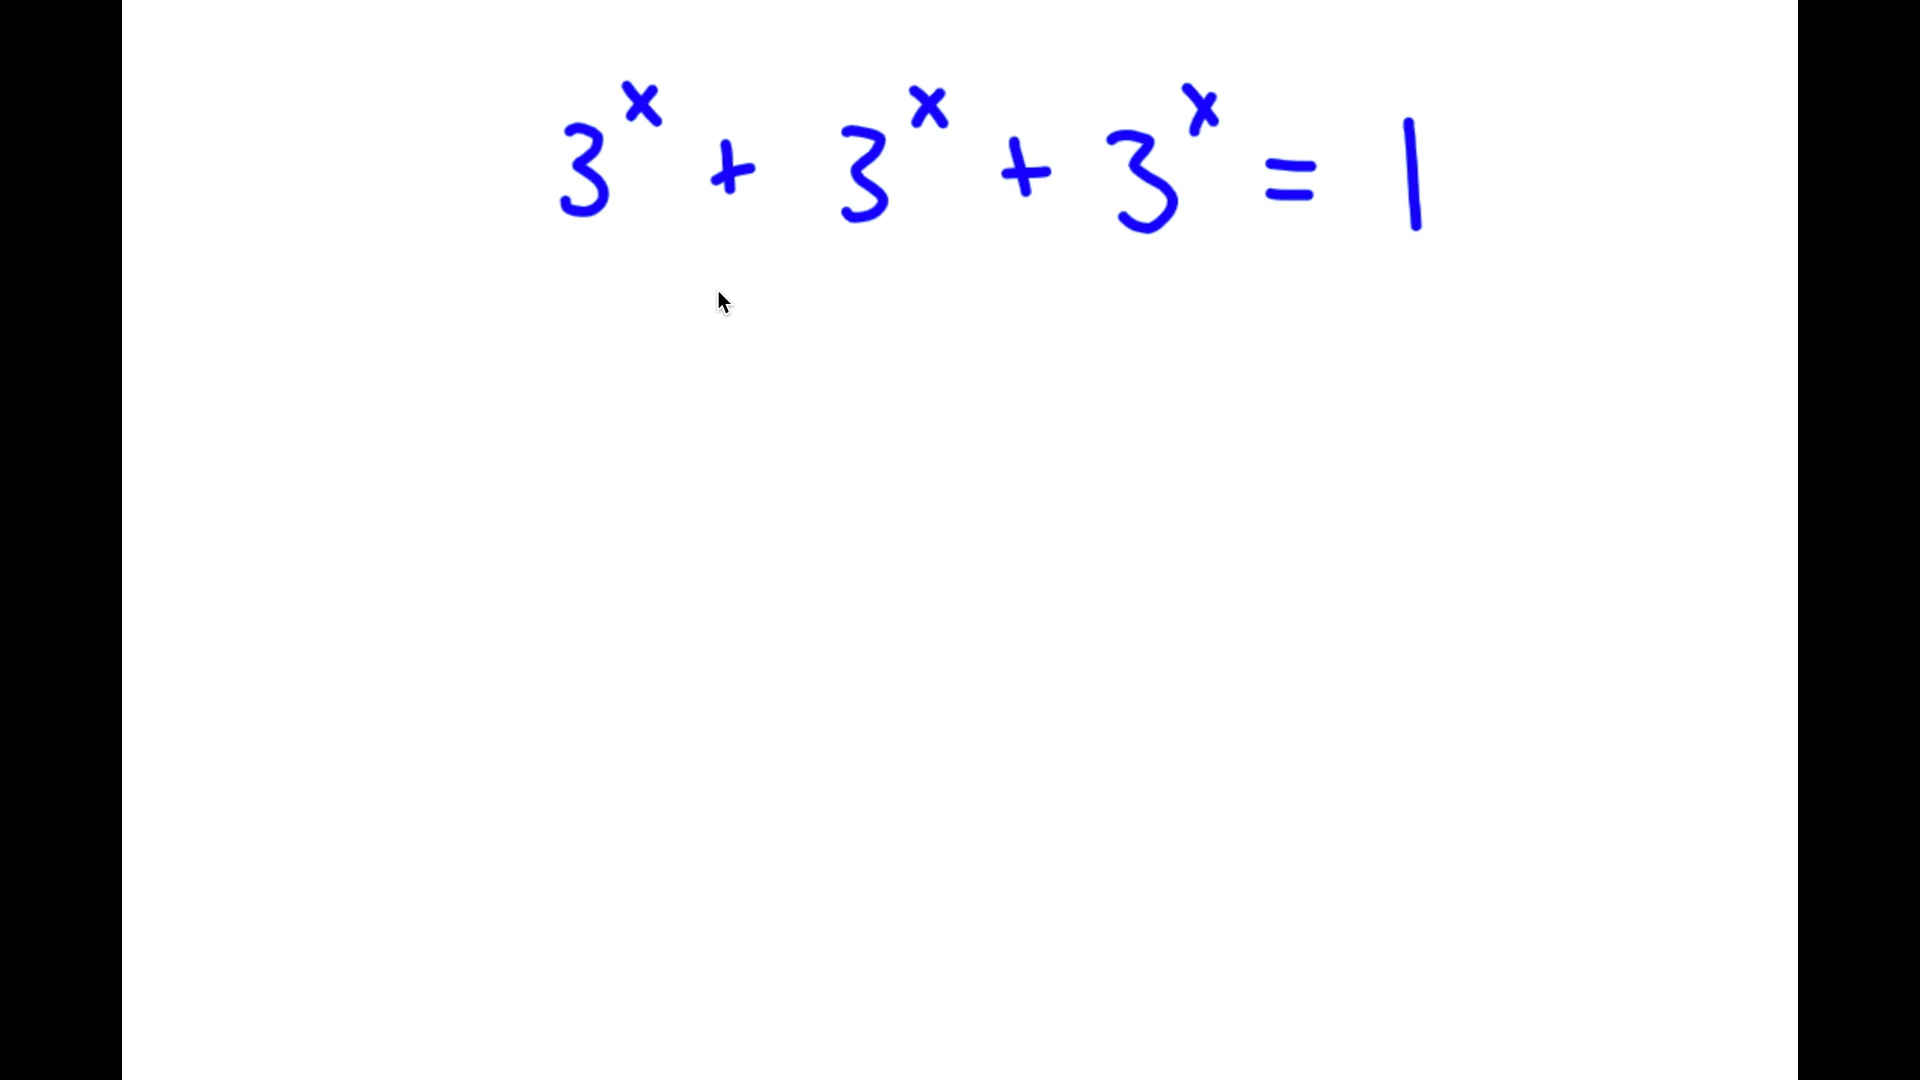 3^x + 3^x + 3^x = 1